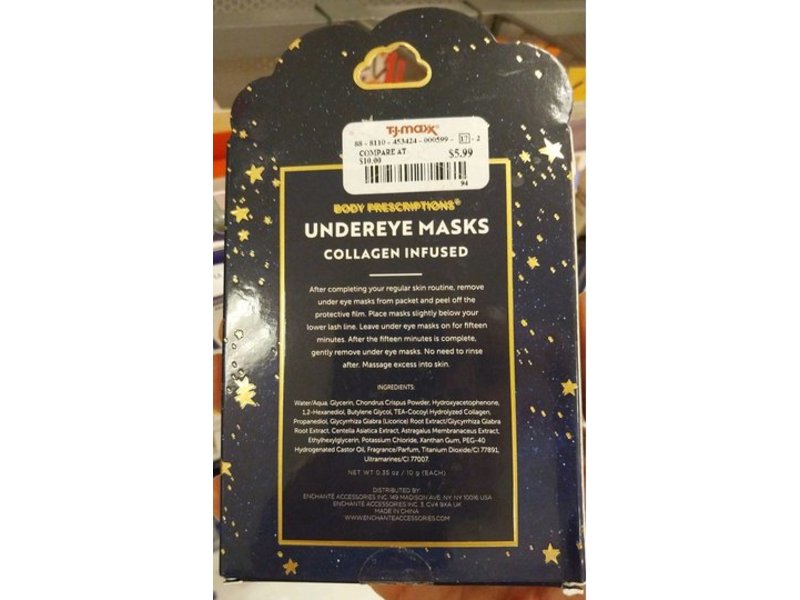 T.J.maxx®
88 - 8110 - 453424 - 000599 - 17 - 2
COMPARE AT $5.99
$10.00
94
BODY PRESCRIPTIONS®
UNDEREYE MASKS
COLLAGEN INFUSED
After completing your regular skin routine, remove
under eye masks from packet and peel off the
protective film. Place masks slightly below your
lower lash line. Leave under eye masks on for fifteen
minutes. After the fifteen minutes is complete,
gently remove under eye masks. No need to rinse
after. Massage excess into skin.
INGREDIENTS:
Water/Aqua, Glycerin, Chondrus Crispus Powder, Hydroxyacetophenone,
1,2-Hexanediol, Butylene Glycol, TEA-Cocoyl Hydrolyzed Collagen,
Propanediol, Glycyrrhiza Glabra (Licorice) Root Extract/Glycyrrhiza Glabra
Root Extract, Centella Asiatica Extract, Astragalus Membranaceus Extract,
Ethylhexylglycerin, Potassium Chloride, Xanthan Gum, PEG-40
Hydrogenated Castor Oil, Fragrance/Parfum, Titanium Dioxide/CI 77891,
Ultramarines/CI 77007.
NET WT 0.35 oz / 10 g (EACH)
DISTRIBUTED BY:
ENCHANTÉ ACCESSORIES INC. 149 MADISON AVE, NY, NY 10016 USA
ENCHANTÉ ACCESSORIES INC. 3, CV4 9XA UK
MADE IN CHINA
WWW.ENCHANTEACCESSORIES.COM